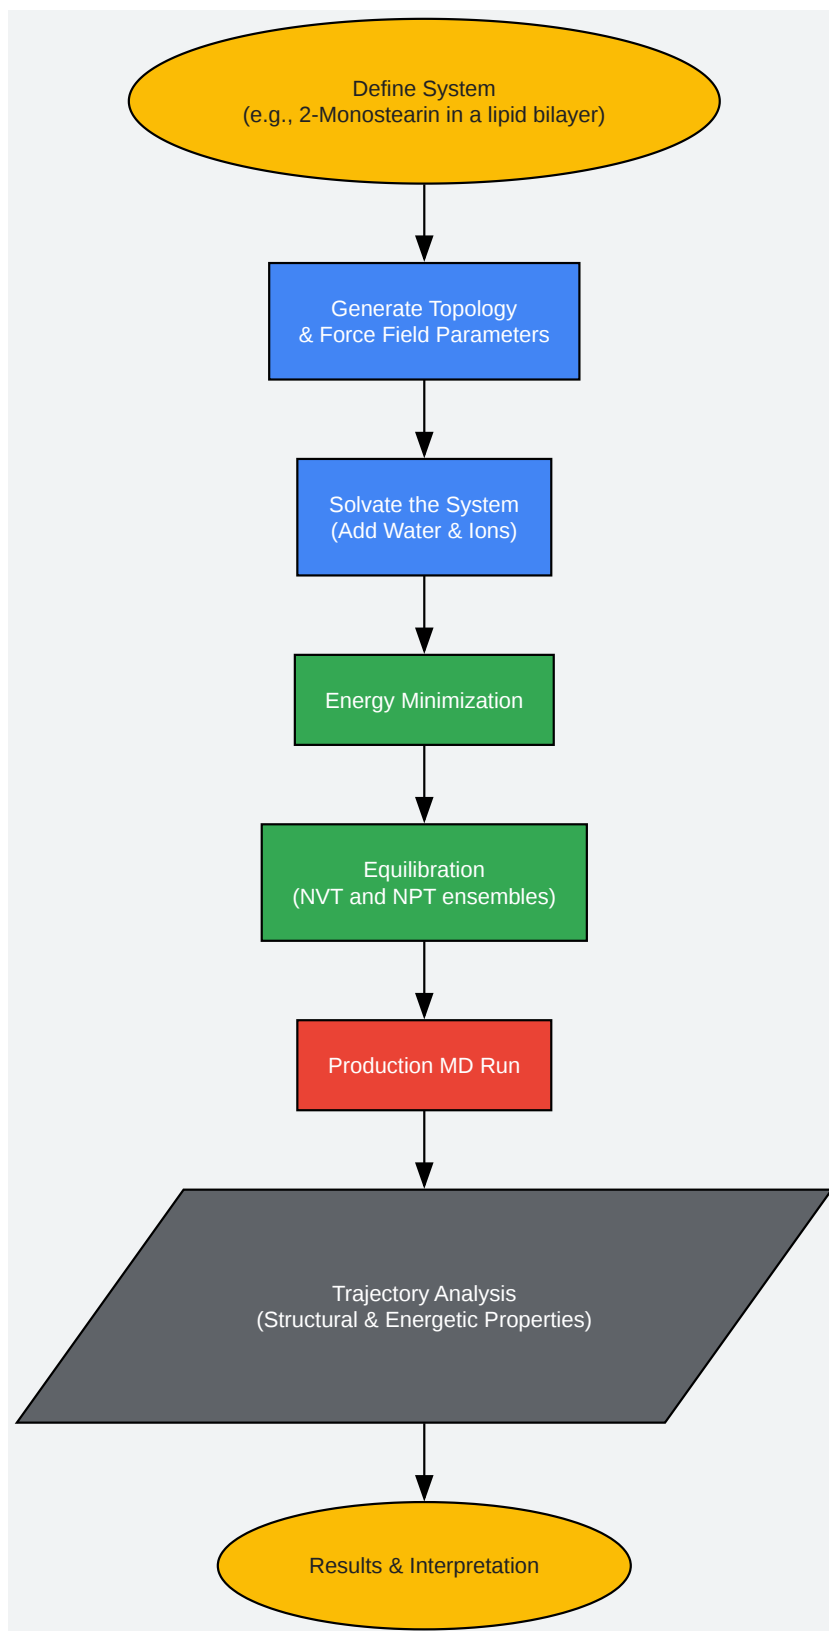 Define System
(e.g., 2-Monostearin in a lipid bilayer)
Generate Topology
& Force Field Parameters
Solvate the System
(Add Water & Ions)
Energy Minimization
Equilibration
(NVT and NPT ensembles)
Production MD Run
Trajectory Analysis
(Structural & Energetic Properties)
Results & Interpretation